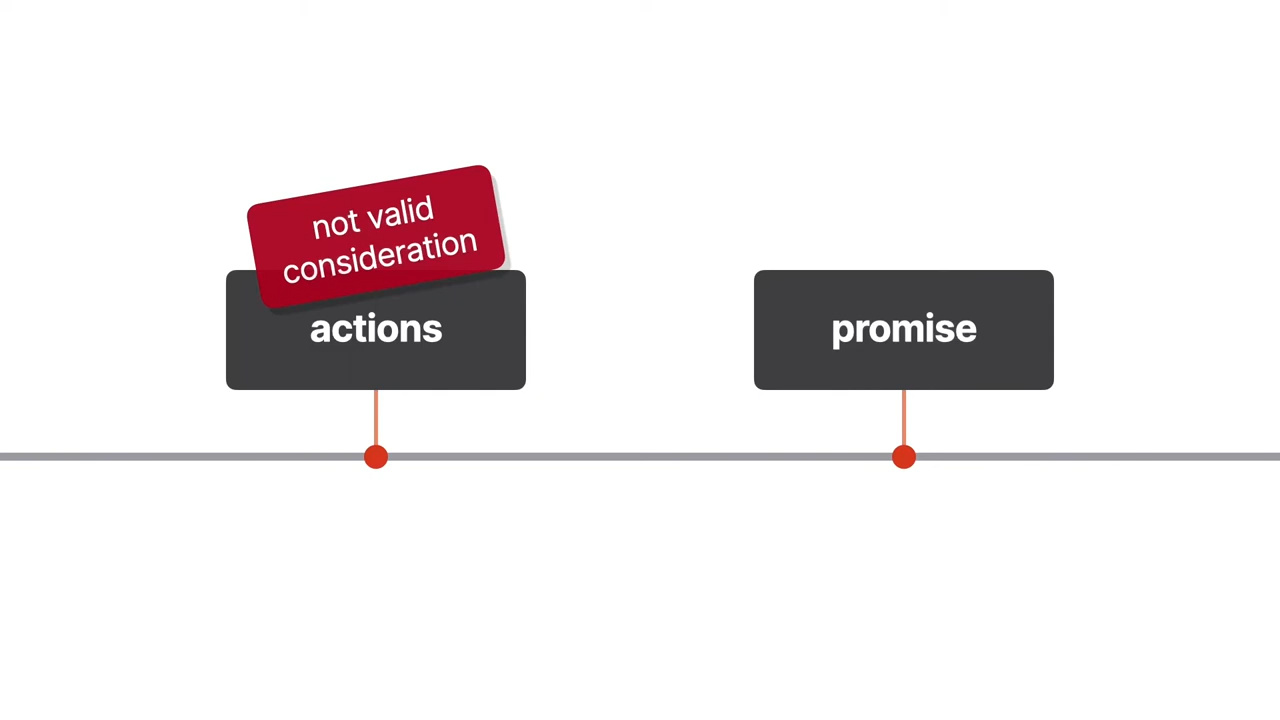 not valid
consideration
actions
promise